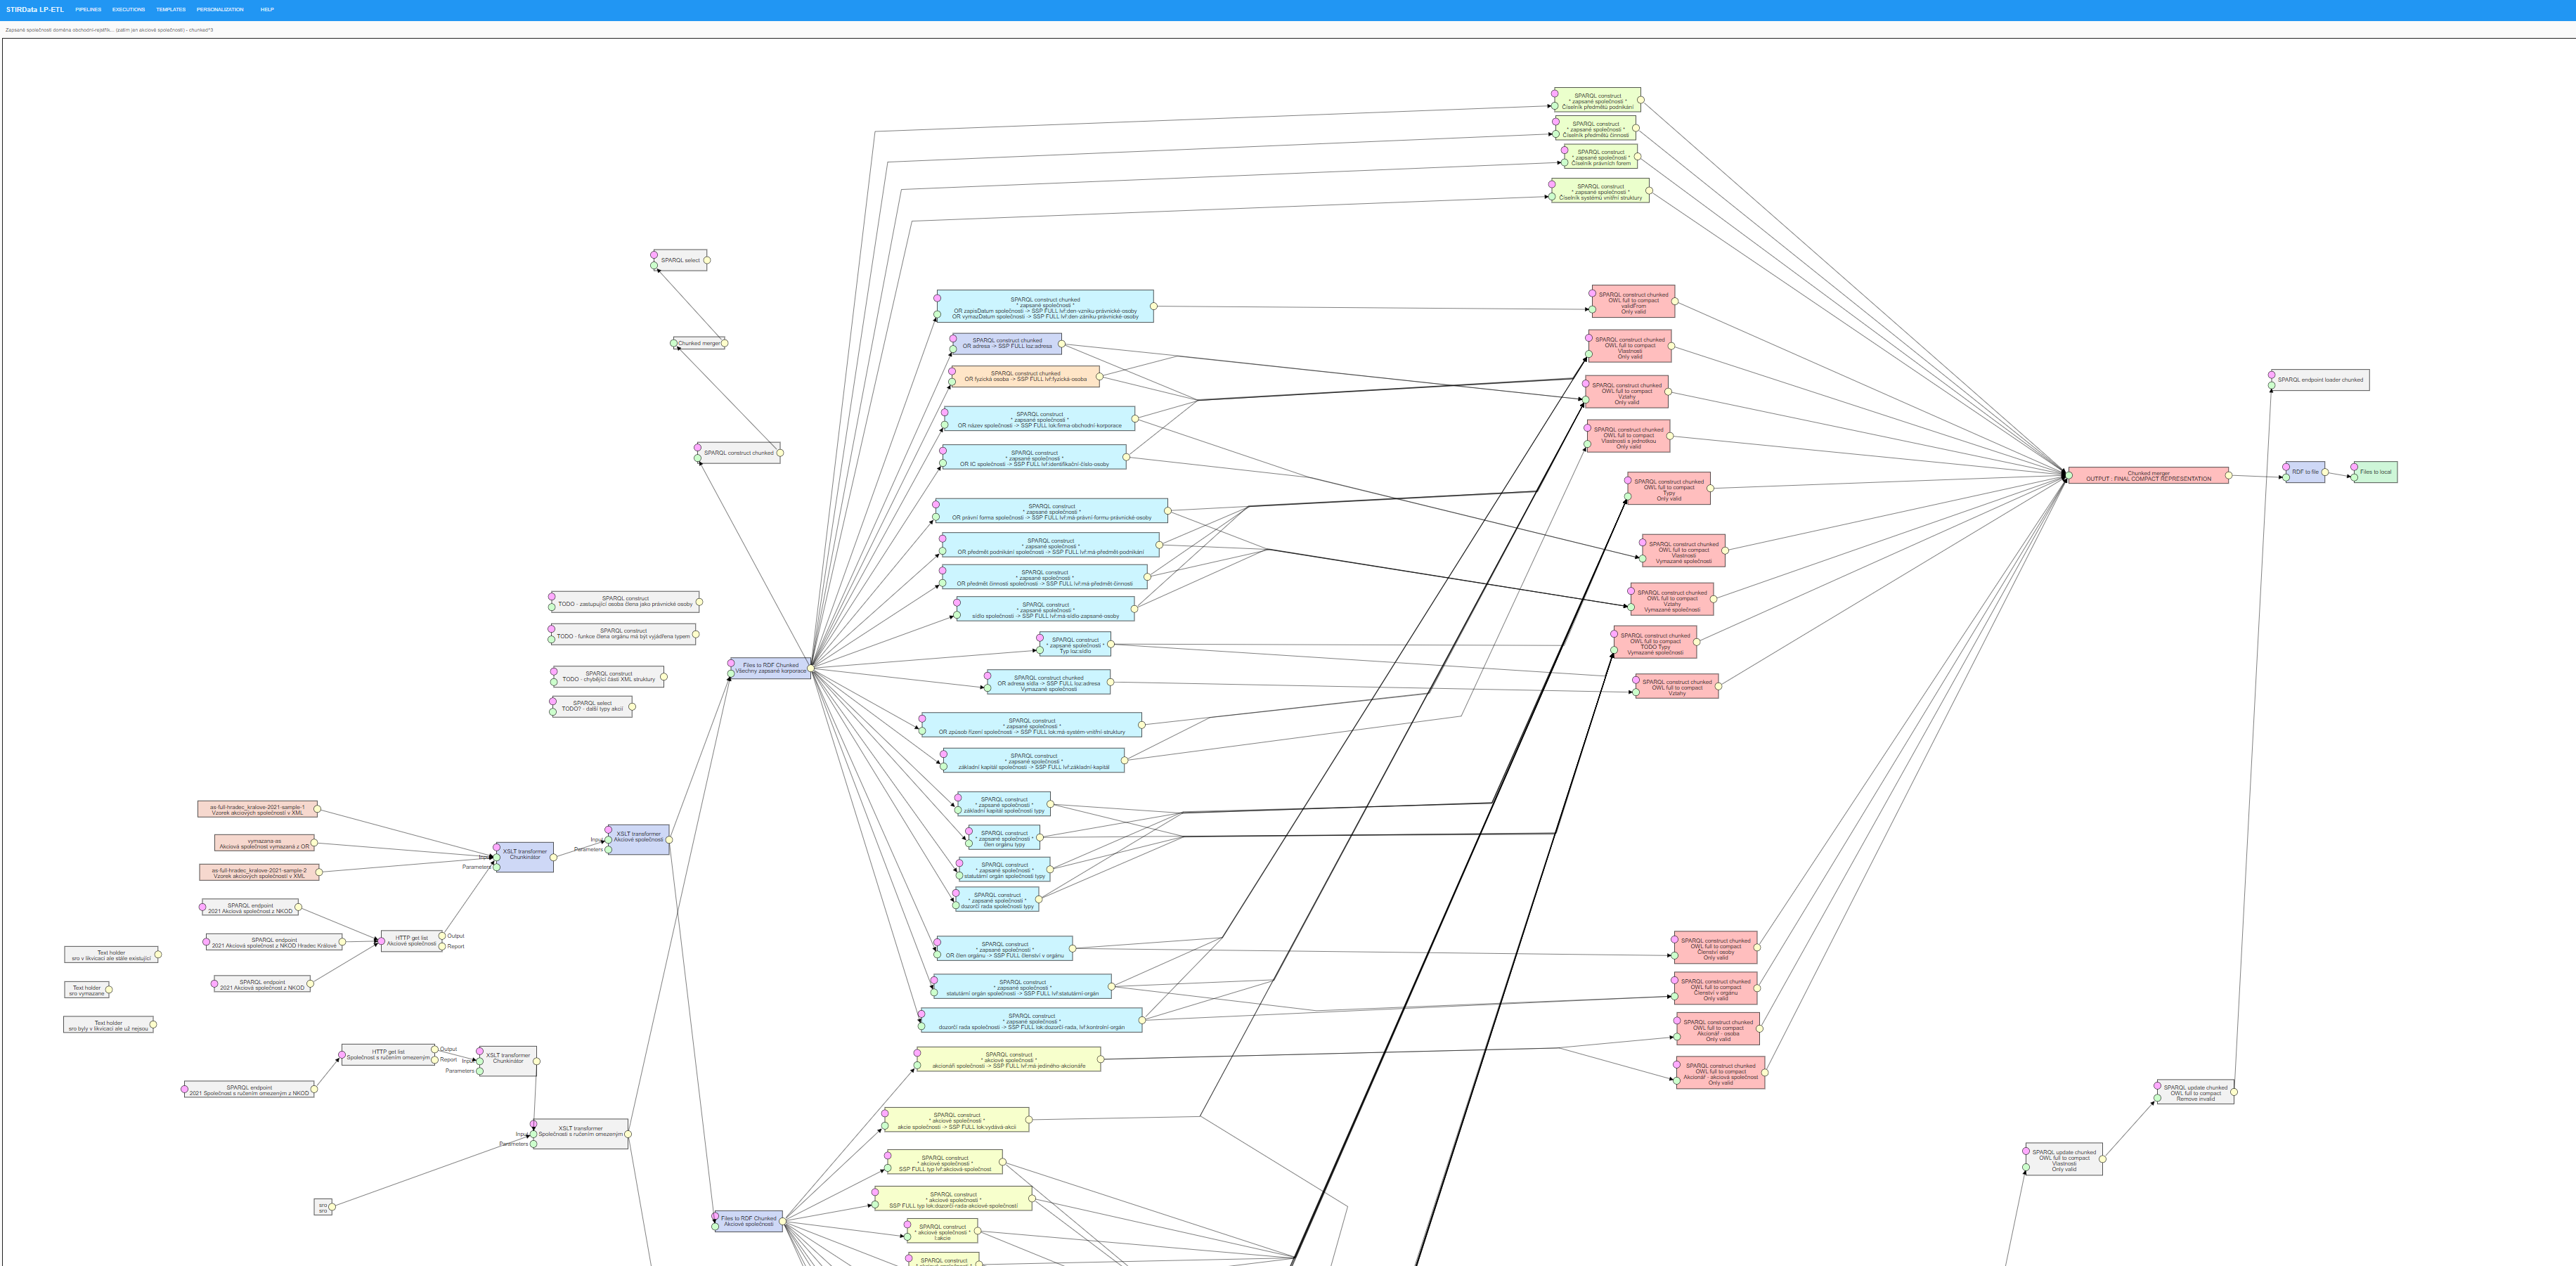 STIRData LP-ETL PIPELINES EXECUTIONS TEMPLATES PERSONALIZATION HELP
Zapsané společnosti doména obchodní-rejstřík... (zatím jen akciové společnosti) - chunked*3
SPARQL construct
* zapsané společnosti *
Číselník předmětů podnikání
SPARQL construct
* zapsané společnosti *
Číselník předmětů činnosti
SPARQL construct
* zapsané společnosti *
Číselník právních forem
SPARQL construct
* zapsané společnosti *
Číselník systémů vnitřní struktury
SPARQL select
Chunked merger
SPARQL construct chunked
SPARQL construct chunked
* zapsané společnosti *
OR zapisDatum společnosti -> SSP FULL lvf:den-vzniku-právnické-osoby
OR vymazDatum společnosti -> SSP FULL lvf:den zániku-právnické-osoby
SPARQL construct chunked
OR adresa -> SSP FULL loz:adresa
SPARQL construct chunked
OR fyzická osoba -> SSP FULL lvf:fyzická-osoba
SPARQL construct
* zapsané společnosti *
OR název společnosti -> SSP FULL lok:firma-obchodní-korporace
SPARQL construct
* zapsané společnosti *
OR IC společnosti -> SSP FULL lvf:identifikační-číslo-osoby
SPARQL construct
* zapsané společnosti *
OR právní forma společnosti -> SSP FULL lvf:má-právní-formu-právnické-osoby
SPARQL construct
* zapsané společnosti *
OR předmět podnikání společnosti -> SSP FULL lvf:má-předmět-podnikání
SPARQL construct
* zapsané společnosti *
OR předmět činnosti společnosti -> SSP FULL lvf:má-předmět-činnosti
SPARQL construct
* zapsané společnosti *
sídlo společnosti -> SSP FULL lvf:má-sídlo-zapsané-osoby
SPARQL construct
* zapsané společnosti *
Typ loz:sídlo
SPARQL construct chunked
OR adresa sídla -> SSP FULL loz:adresa
Vymazané společnosti
SPARQL construct
* zapsané společnosti *
OR způsob řízení společnosti -> SSP FULL lok:má-systém-vnitřní-struktury
SPARQL construct
* zapsané společnosti *
základní kapitál společnosti -> SSP FULL lvf:základní-kapitál
SPARQL construct
* zapsané společnosti *
základní kapitál společnosti typy
SPARQL construct
* zapsané společnosti *
člen orgánu typy
SPARQL construct
* zapsané společnosti *
statutární orgán společnosti typy
SPARQL construct
* zapsané společnosti *
dozorčí rada společnosti typy
SPARQL construct
* zapsané společnosti *
OR člen orgánu -> SSP FULL členství v orgánu
SPARQL construct
* zapsané společnosti *
statutární orgán společnosti -> SSP FULL lvf:statutární-orgán
SPARQL construct
* zapsané společnosti *
dozorčí rada společnosti -> SSP FULL lok:dozorčí-rada, lvf:kontrolní-orgán
SPARQL construct
* akciové společnosti *
akcionáři společnosti -> SSP FULL lvf:má-jediného-akcionáře
SPARQL construct
* akciové společnosti *
akcie společnosti -> SSP FULL lok:vydává-akcii
SPARQL construct
* akciové společnosti *
SSP FULL typ lvf:akciová-společnost
SPARQL construct
* akciové společnosti *
SSP FULL typ lok:dozorčí-rada-akciové-společnosti
SPARQL construct
* akciové společnosti *
l:akcie
SPARQL construct
SPARQL construct chunked
OWL full to compact
validFrom
Only valid
SPARQL construct chunked
OWL full to compact
Vlastnosti
Only valid
SPARQL construct chunked
OWL full to compact
Vztahy
Only valid
SPARQL construct chunked
OWL full to compact
Vlastnosti s jednotkou
Only valid
SPARQL construct chunked
OWL full to compact
Typy
Only valid
SPARQL construct chunked
OWL full to compact
Vlastnosti
Vymazané společnosti
SPARQL construct chunked
OWL full to compact
Vztahy
Vymazané společnosti
SPARQL construct chunked
OWL full to compact
TODO Typy
Vymazané společnosti
SPARQL construct chunked
OWL full to compact
Vztahy
SPARQL construct chunked
OWL full to compact
Členství osoby
Only valid
SPARQL construct chunked
OWL full to compact
Členství v orgánu
Only valid
SPARQL construct chunked
OWL full to compact
Akcionář - osoba
Only valid
SPARQL construct chunked
OWL full to compact
Akcionář - akciová společnost
Only valid
Chunked merger
OUTPUT : FINAL COMPACT REPRESENTATION
RDF to file
Files to local
SPARQL endpoint loader chunked
SPARQL update chunked
OWL full to compact
Remove invalid
SPARQL update chunked
OWL full to compact
Vlastnosti
Only valid
SPARQL construct
TODO - zastupující osoba člena jako právnické osoby
SPARQL construct
TODO - funkce člena orgánu má být vyjádřena typem
SPARQL construct
TODO - chybějící části XML struktury
SPARQL select
TODO? - další typy akcií
Files to RDF Chunked
Všechny zapsané korporace
as-full-hradec_kralove-2021-sample-1
Vzorek akciových společností v XML
vymazana-as
Akciová společnost vymazaná z OR
as-full-hradec_kralove-2021-sample-2
Vzorek akciových společností v XML
Input
Parameters
XSLT transformer
Chunkinátor
Input
Parameters
XSLT transformer
Akciové společnosti
SPARQL endpoint
2021 Akciová společnost z NKOD
SPARQL endpoint
2021 Akciová společnost z NKOD Hradec Králové
SPARQL endpoint
2021 Akciová společnost z NKOD
HTTP get list
Akciové společnosti
Output
Report
Text holder
sro v likvicaci ale stále existující
Text holder
sro vymazané
Text holder
sro byly v likvicaci ale už nejsou
HTTP get list
Společnost s ručením omezeným
Output
Report
Input
Parameters
XSLT transformer
Chunkinátor
SPARQL endpoint
2021 Společnost s ručením omezeným z NKOD
Input
Parameters
XSLT transformer
Společnosti s ručením omezeným
sro
sro
Files to RDF Chunked
Akciové společnosti